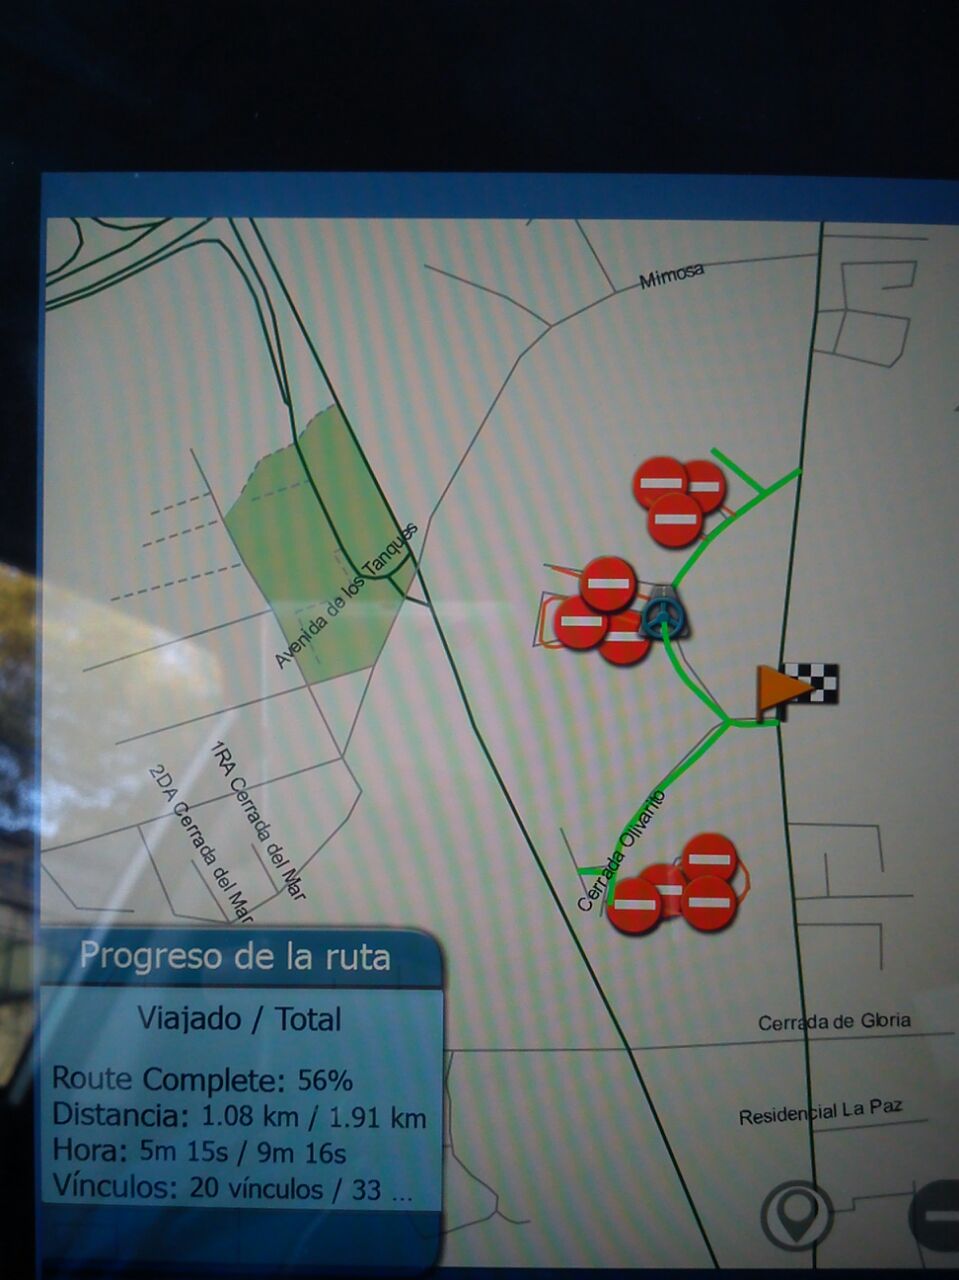 Mimosa
Avenida de los Tanques
1RA Cerrada del Mar
2DA Cerrada del Mar
Cerrada Olivarito
Progreso de la ruta
Viajado / Total
Route Complete: 56%
Distancia: 1.08 km / 1.91 km
Hora: 5m 15s / 9m 16s
Vínculos: 20 vínculos / 33 ...
Cerrada de Gloria
Residencial La Paz